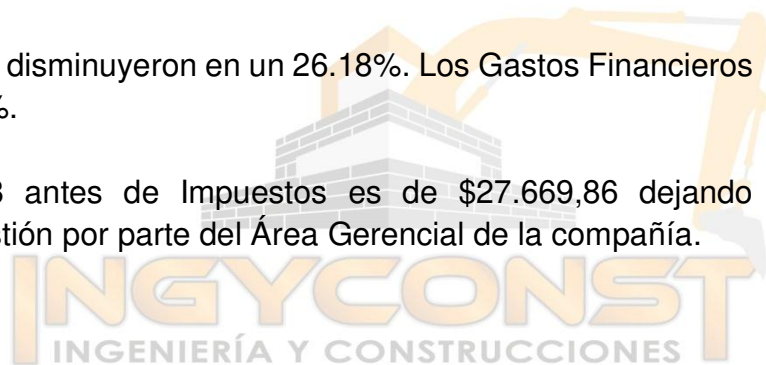 disminuyeron en un 26.18%. Los Gastos Financieros
%.
3 antes de Impuestos es de $27.669,86 dejando
stión por parte del Área Gerencial de la compañía.
INGYCONST
INGENIERÍA Y CONSTRUCCIONES